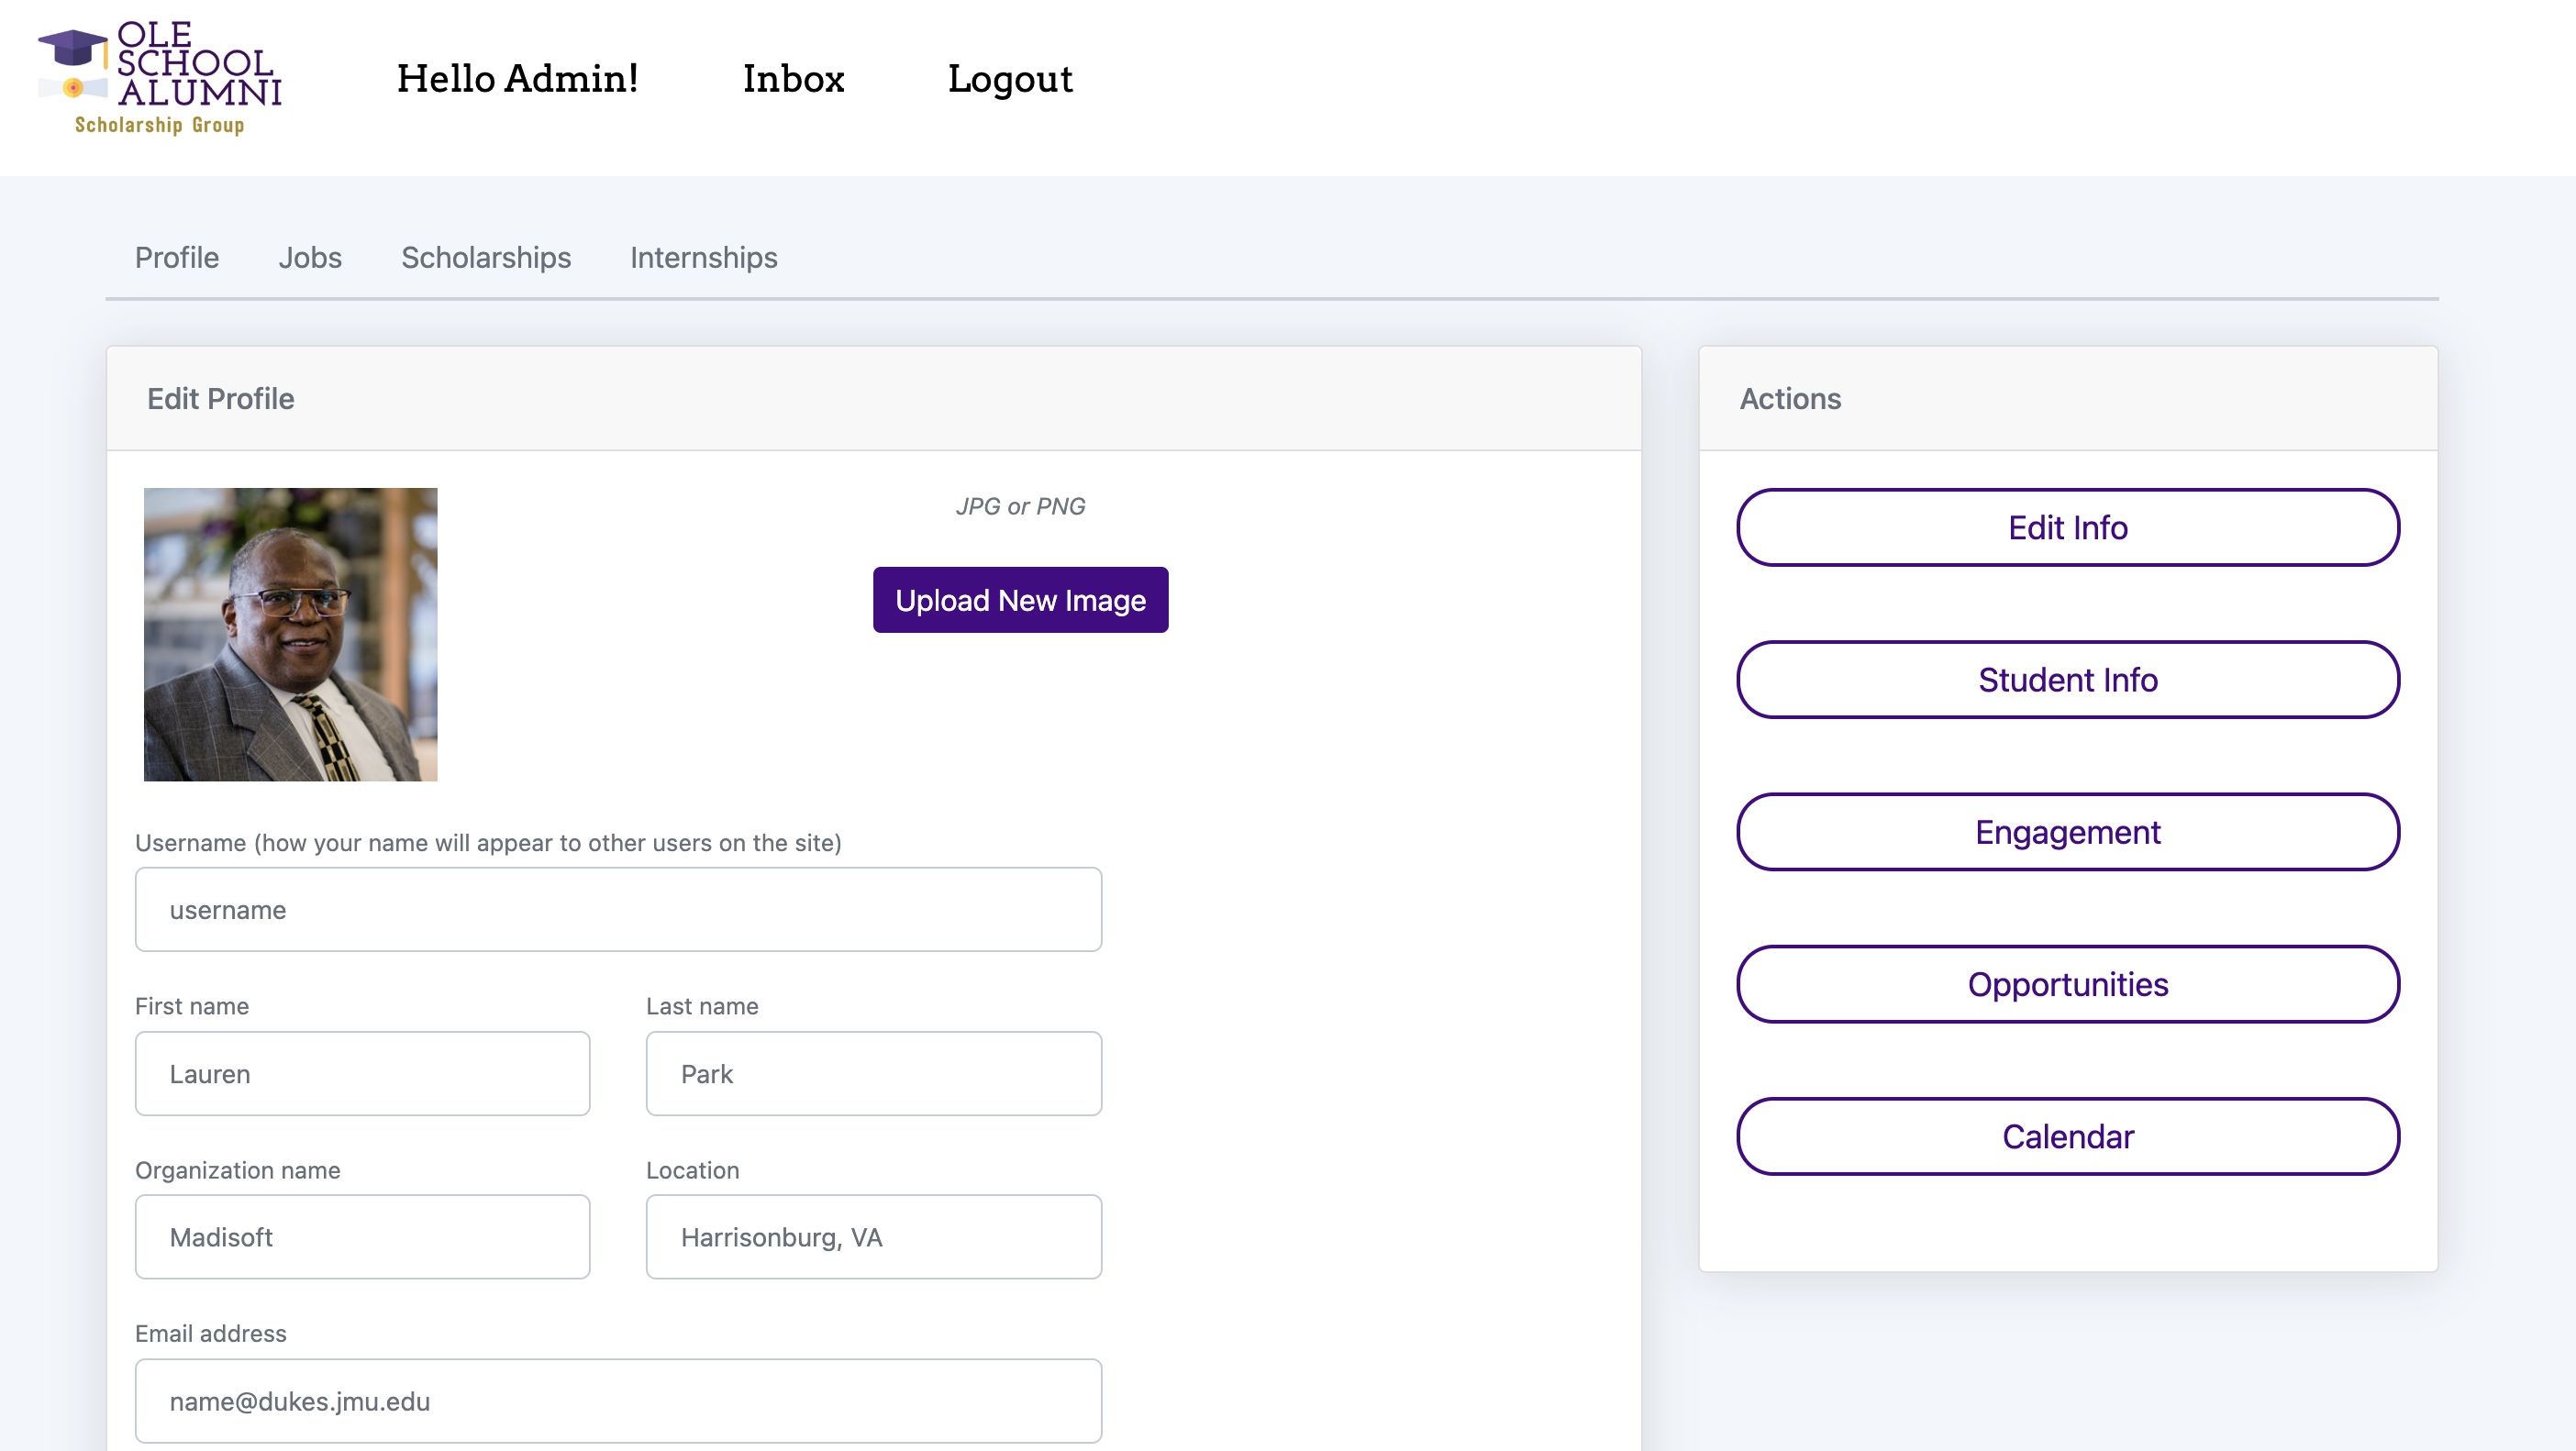 OLE
SCHOOL
ALUMNI
Scholarship Group
Hello Admin!
Inbox
Logout
Profile
Jobs
Scholarships
Internships
Edit Profile
JPG or PNG
Upload New Image
Username (how your name will appear to other users on the site)
username
First name
Last name
Lauren
Park
Organization name
Location
Madisoft
Harrisonburg, VA
Email address
name@dukes.jmu.edu
Actions
Edit Info
Student Info
Engagement
Opportunities
Calendar